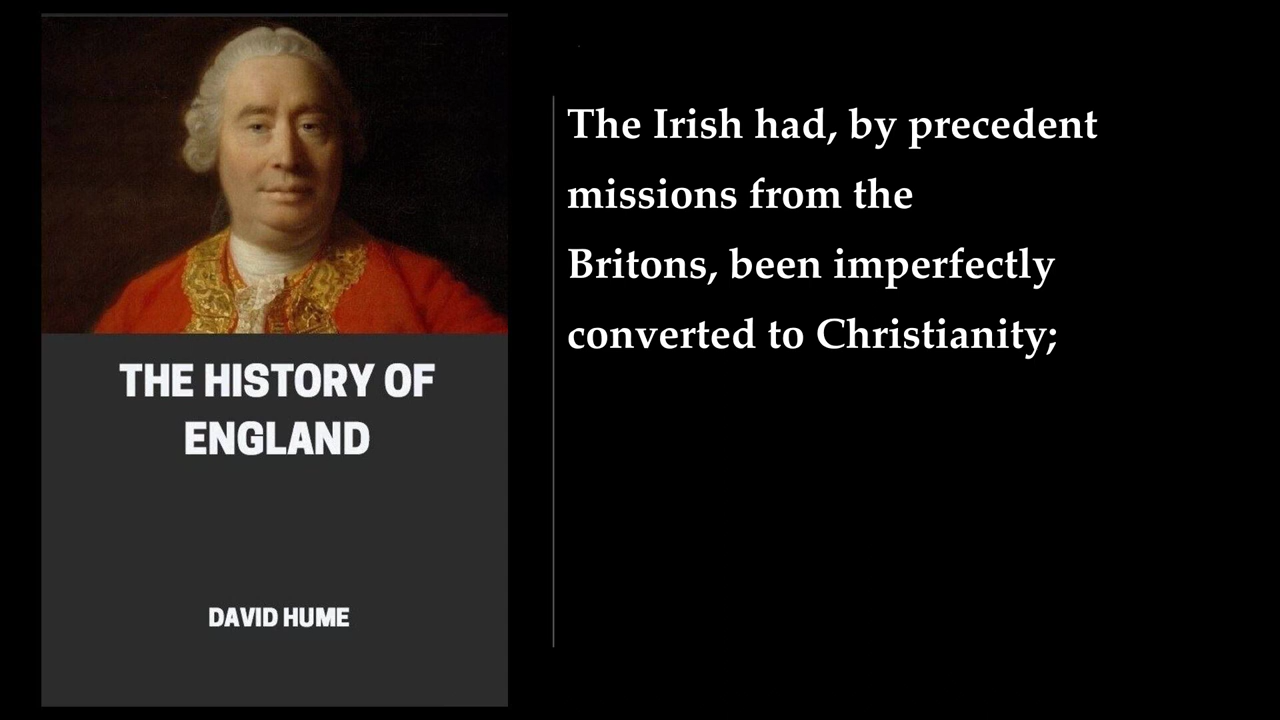 THE HISTORY OF
ENGLAND
DAVID HUME
The Irish had, by precedent
missions from the
Britons, been imperfectly
converted to Christianity;